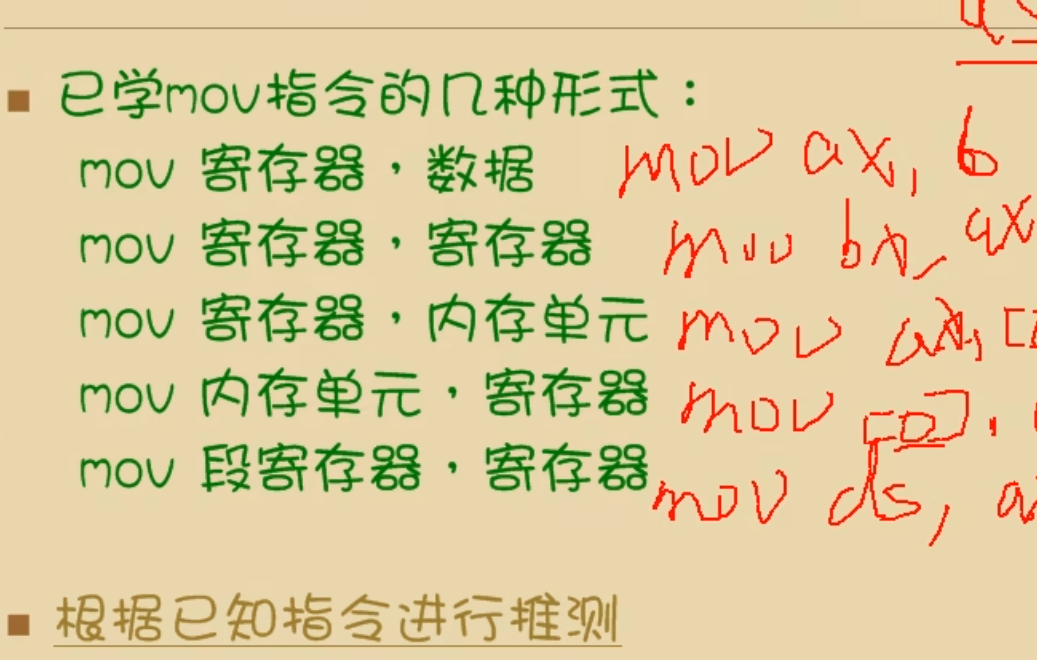 已学mov指令的几种形式：
mov 寄存器，数据 mov ax, 6
mov 寄存器，寄存器 mov bx, ax
mov 寄存器，内存单元 mov ax, [
mov 内存单元，寄存器 mov [0],
mov 段寄存器，寄存器 mov ds, a
根据已知指令进行推测